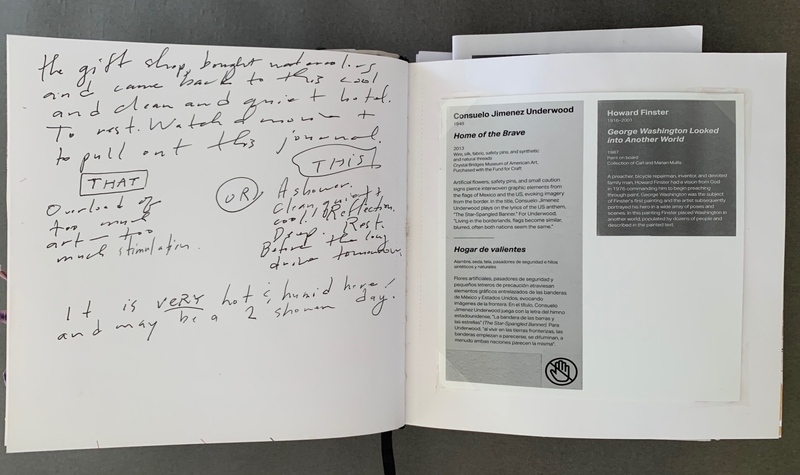 the gift shop, bought watercolors
and came back to this cool
and clean and quiet hotel.
To rest. Watch a movie +
to pull out this journal.
THAT
Overload of
too much
art — too
much stimulation.
OR
THIS
A shower.
Clean, quiet &
cool. Reflection
Deep. Rest.
Before the long
drive tomorrow.
It is VERY hot & humid here!
and may be a 2 shower day!
Consuelo Jimenez Underwood
1949
Home of the Brave
2013
Wire, silk, fabric, safety pins, and synthetic
and natural threads
Crystal Bridges Museum of American Art,
Purchased with the Fund for Craft
Artificial flowers, safety pins, and small caution
signs pierce interwoven graphic elements from
the flags of Mexico and the US, evoking imagery
from the border. In the title, Consuelo Jimenez
Underwood plays on the lyrics of the US anthem,
"The Star-Spangled Banner." For Underwood,
"Living in the borderlands, flags become similar,
blurred, often both nations seem the same."
Hogar de valientes
Alambre, seda, tela, pasadores de seguridad e hilos
sintéticos y naturales
Flores artificiales, pasadores de seguridad y
pequeños letreros de precaución atraviesan
elementos gráficos entrelazados de las banderas
de México y Estados Unidos, evocando
imágenes de la frontera. En el título, Consuelo
Jimenez Underwood juega con la letra del himno
estadounidense, "La bandera de las barras y
las estrellas" (The Star-Spangled Banner). Para
Underwood, "al vivir en las tierras fronterizas, las
banderas empiezan a parecerse, se difuminan, a
menudo ambas naciones parecen la misma".
Howard Finster
1916–2001
George Washington Looked
into Another World
1987
Paint on board
Collection of Carl and Marian Mullis
A preacher, bicycle repairman, inventor, and devoted
family man, Howard Finster had a vision from God
in 1976 commanding him to begin preaching
through paint. George Washington was the subject
of Finster's first painting and the artist subsequently
portrayed his hero in a wide array of poses and
scenes. In this painting Finster placed Washington in
another world, populated by dozens of people and
described in the painted text.